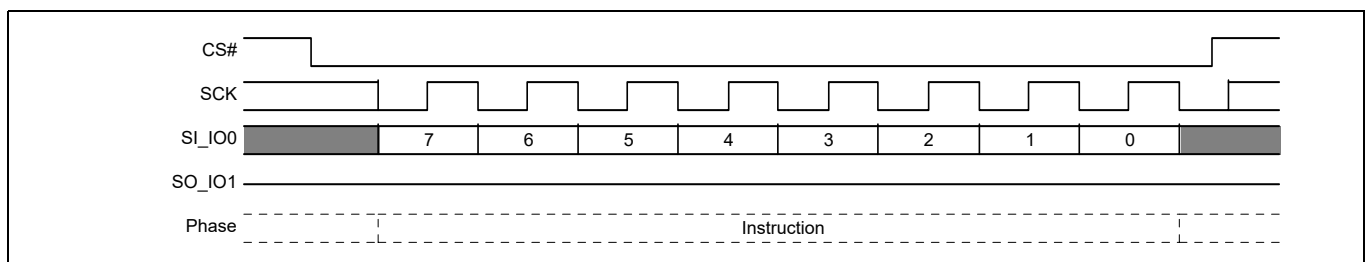 CS#
SCK
SI_IO0 7 6 5 4 3 2 1 0
SO_IO1
Phase Instruction